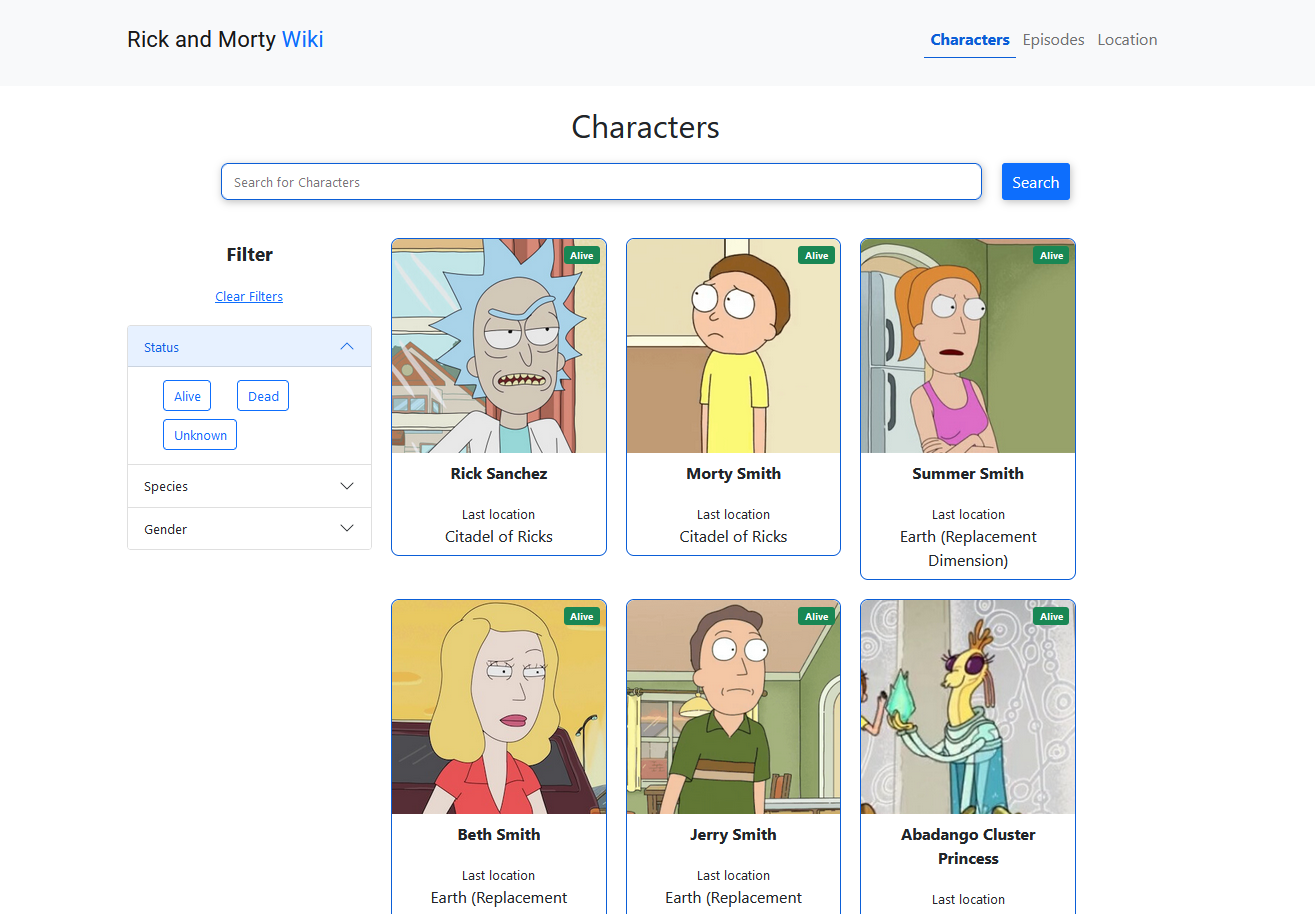 Rick and Morty Wiki
Characters Episodes Location
Characters
Search for Characters
Search
Filter
Clear Filters
Status
Alive Dead
Unknown
Species
Gender
Alive
Rick Sanchez
Last location
Citadel of Ricks
Alive
Morty Smith
Last location
Citadel of Ricks
Alive
Summer Smith
Last location
Earth (Replacement
Dimension)
Alive
Beth Smith
Last location
Earth (Replacement
Alive
Jerry Smith
Last location
Earth (Replacement
Alive
Abadango Cluster
Princess
Last location